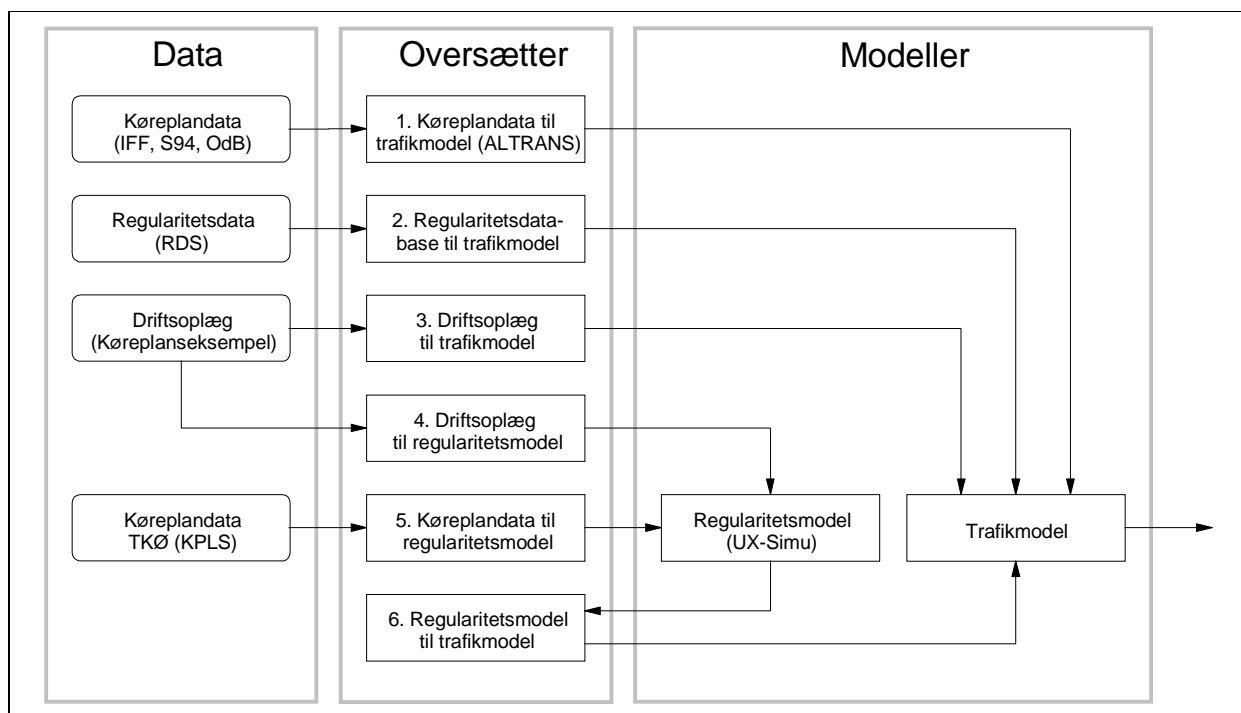 Data
Oversætter
Modeller
Køreplandata
(IFF, S94, OdB)
1. Køreplandata til
trafikmodel (ALTRANS)
Regularitetsdata
(RDS)
2. Regularitetsdata-
base til trafikmodel
Driftsoplæg
(Køreplanseksempel)
3. Driftsoplæg
til trafikmodel
4. Driftsoplæg
til regularitetsmodel
Køreplandata
TKØ (KPLS)
5. Køreplandata til
regularitetsmodel
Regularitetsmodel
(UX-Simu)
Trafikmodel
6. Regularitetsmodel
til trafikmodel